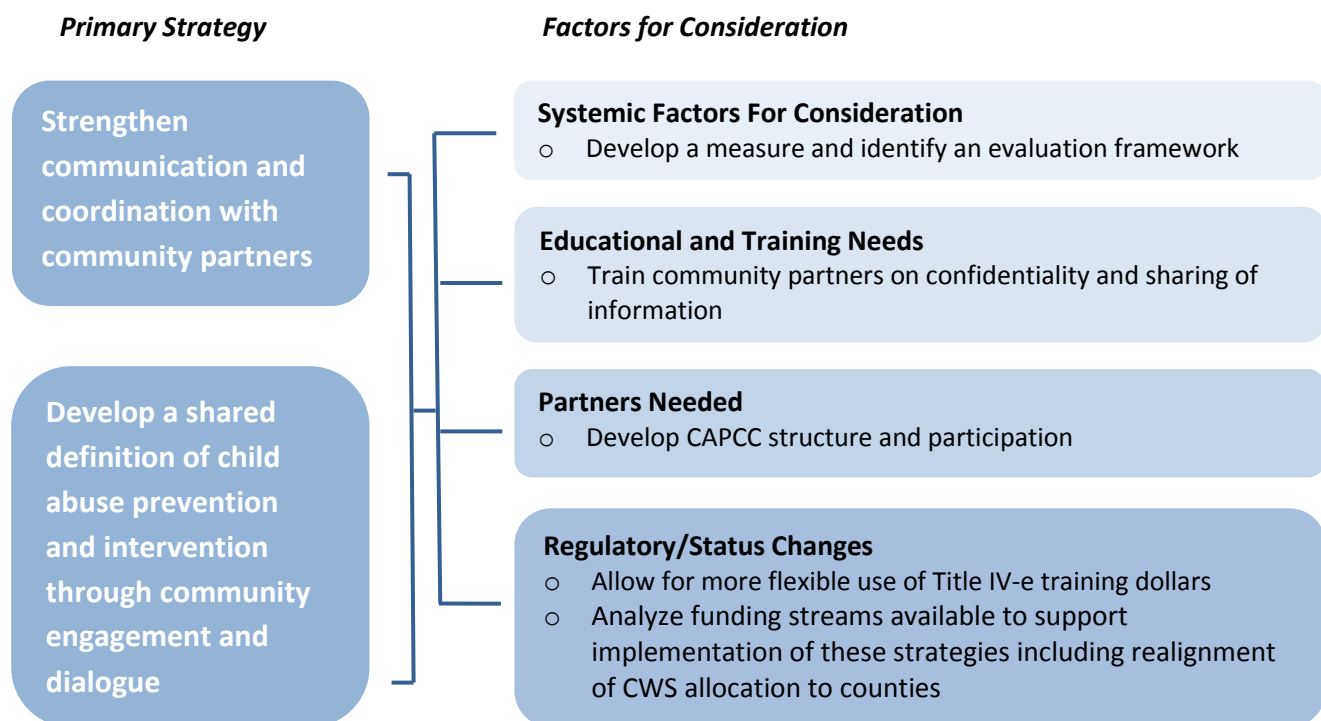 Primary Strategy
Factors for Consideration
Strengthen
communication and
coordination with
community partners
Develop a shared
definition of child
abuse prevention
and intervention
through community
engagement and
dialogue
Systemic Factors For Consideration
o Develop a measure and identify an evaluation framework
Educational and Training Needs
o Train community partners on confidentiality and sharing of
information
Partners Needed
o Develop CAPCC structure and participation
Regulatory/Status Changes
o Allow for more flexible use of Title IV-e training dollars
o Analyze funding streams available to support
implementation of these strategies including realignment
of CWS allocation to counties